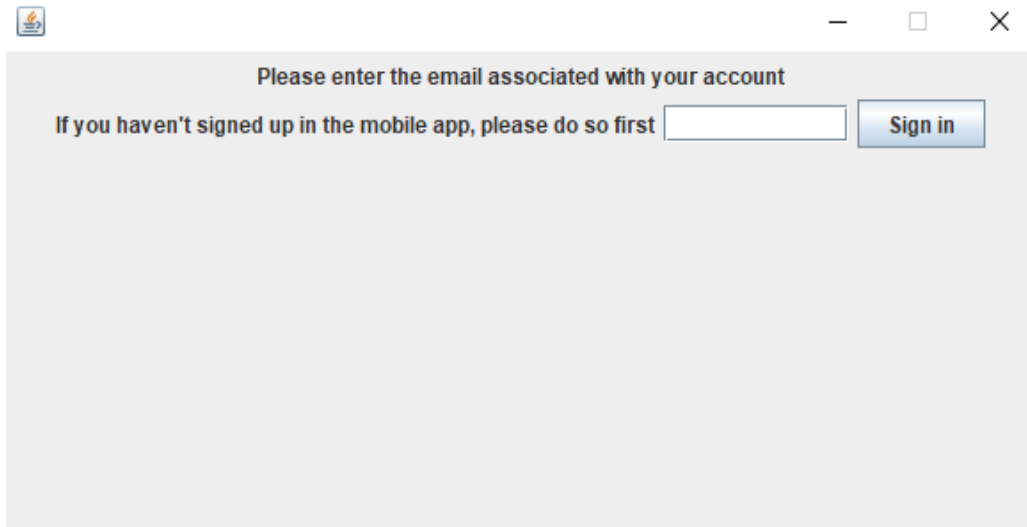 Please enter the email associated with your account
If you haven't signed up in the mobile app, please do so first Sign in